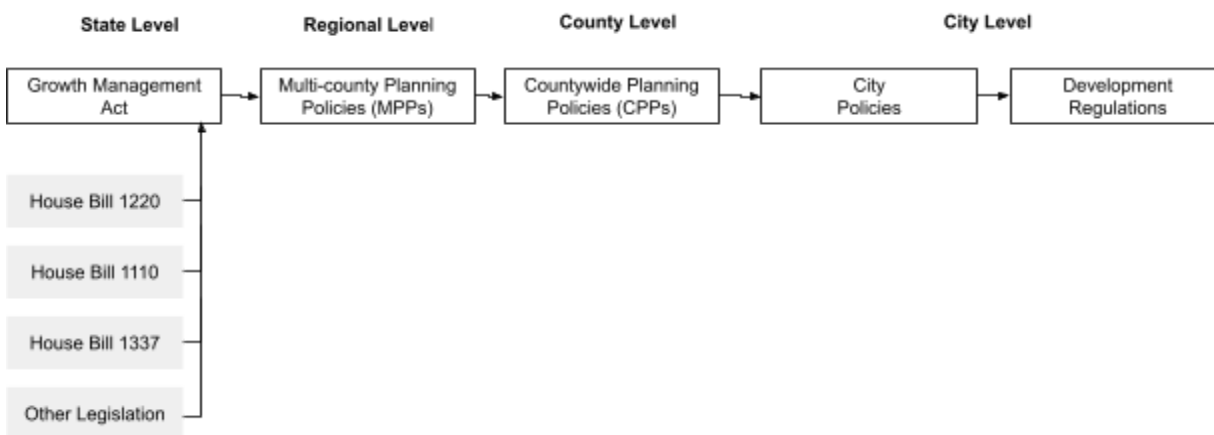 State Level
Regional Level
County Level
City Level
Growth Management
Act
Multi-county Planning
Policies (MPPs)
Countywide Planning
Policies (CPPs)
City
Policies
Development
Regulations
House Bill 1220
House Bill 1110
House Bill 1337
Other Legislation